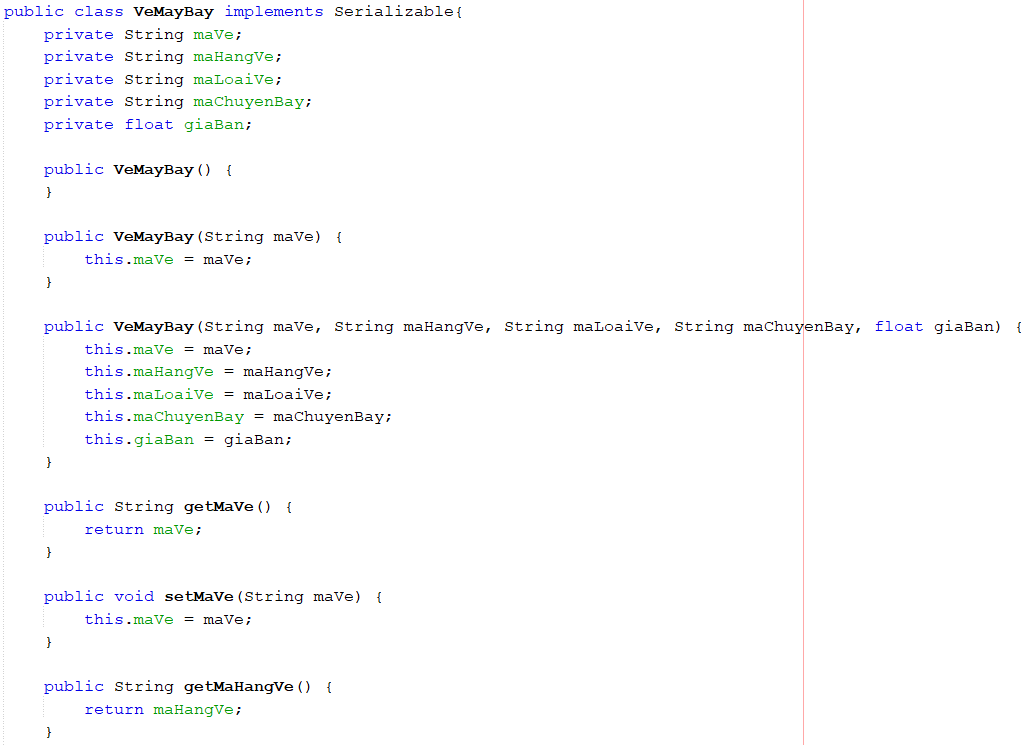 public class VeMayBay implements Serializable{
    private String maVe;
    private String maHangVe;
    private String maLoaiVe;
    private String maChuyenBay;
    private float giaBan;

    public VeMayBay() {
    }

    public VeMayBay(String maVe) {
        this.maVe = maVe;
    }

    public VeMayBay(String maVe, String maHangVe, String maLoaiVe, String maChuyenBay, float giaBan) {
        this.maVe = maVe;
        this.maHangVe = maHangVe;
        this.maLoaiVe = maLoaiVe;
        this.maChuyenBay = maChuyenBay;
        this.giaBan = giaBan;
    }

    public String getMaVe() {
        return maVe;
    }

    public void setMaVe(String maVe) {
        this.maVe = maVe;
    }

    public String getMaHangVe() {
        return maHangVe;
    }